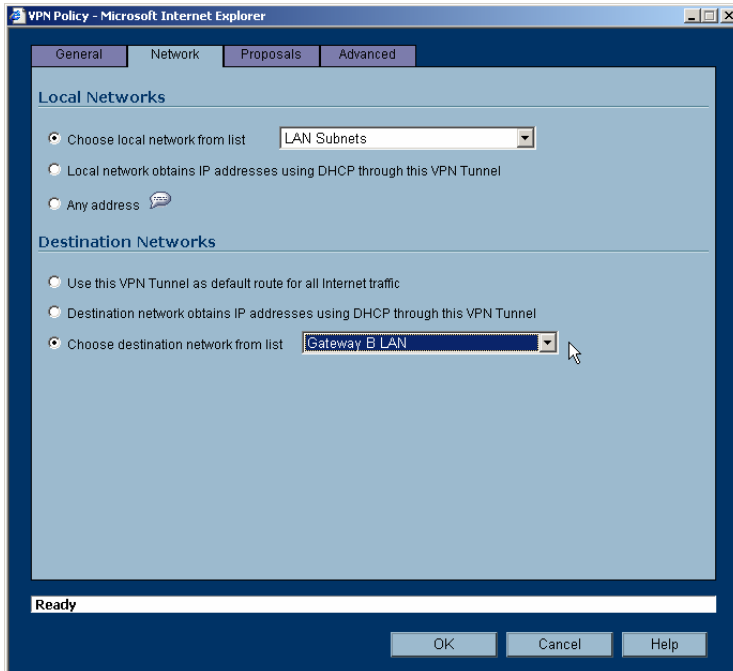 VPN Policy - Microsoft Internet Explorer
General Network Proposals Advanced
Local Networks
Choose local network from list LAN Subnets
Local network obtains IP addresses using DHCP through this VPN Tunnel
Any address
Destination Networks
Use this VPN Tunnel as default route for all Internet traffic
Destination network obtains IP addresses using DHCP through this VPN Tunnel
Choose destination network from list Gateway B LAN
Ready
OK Cancel Help